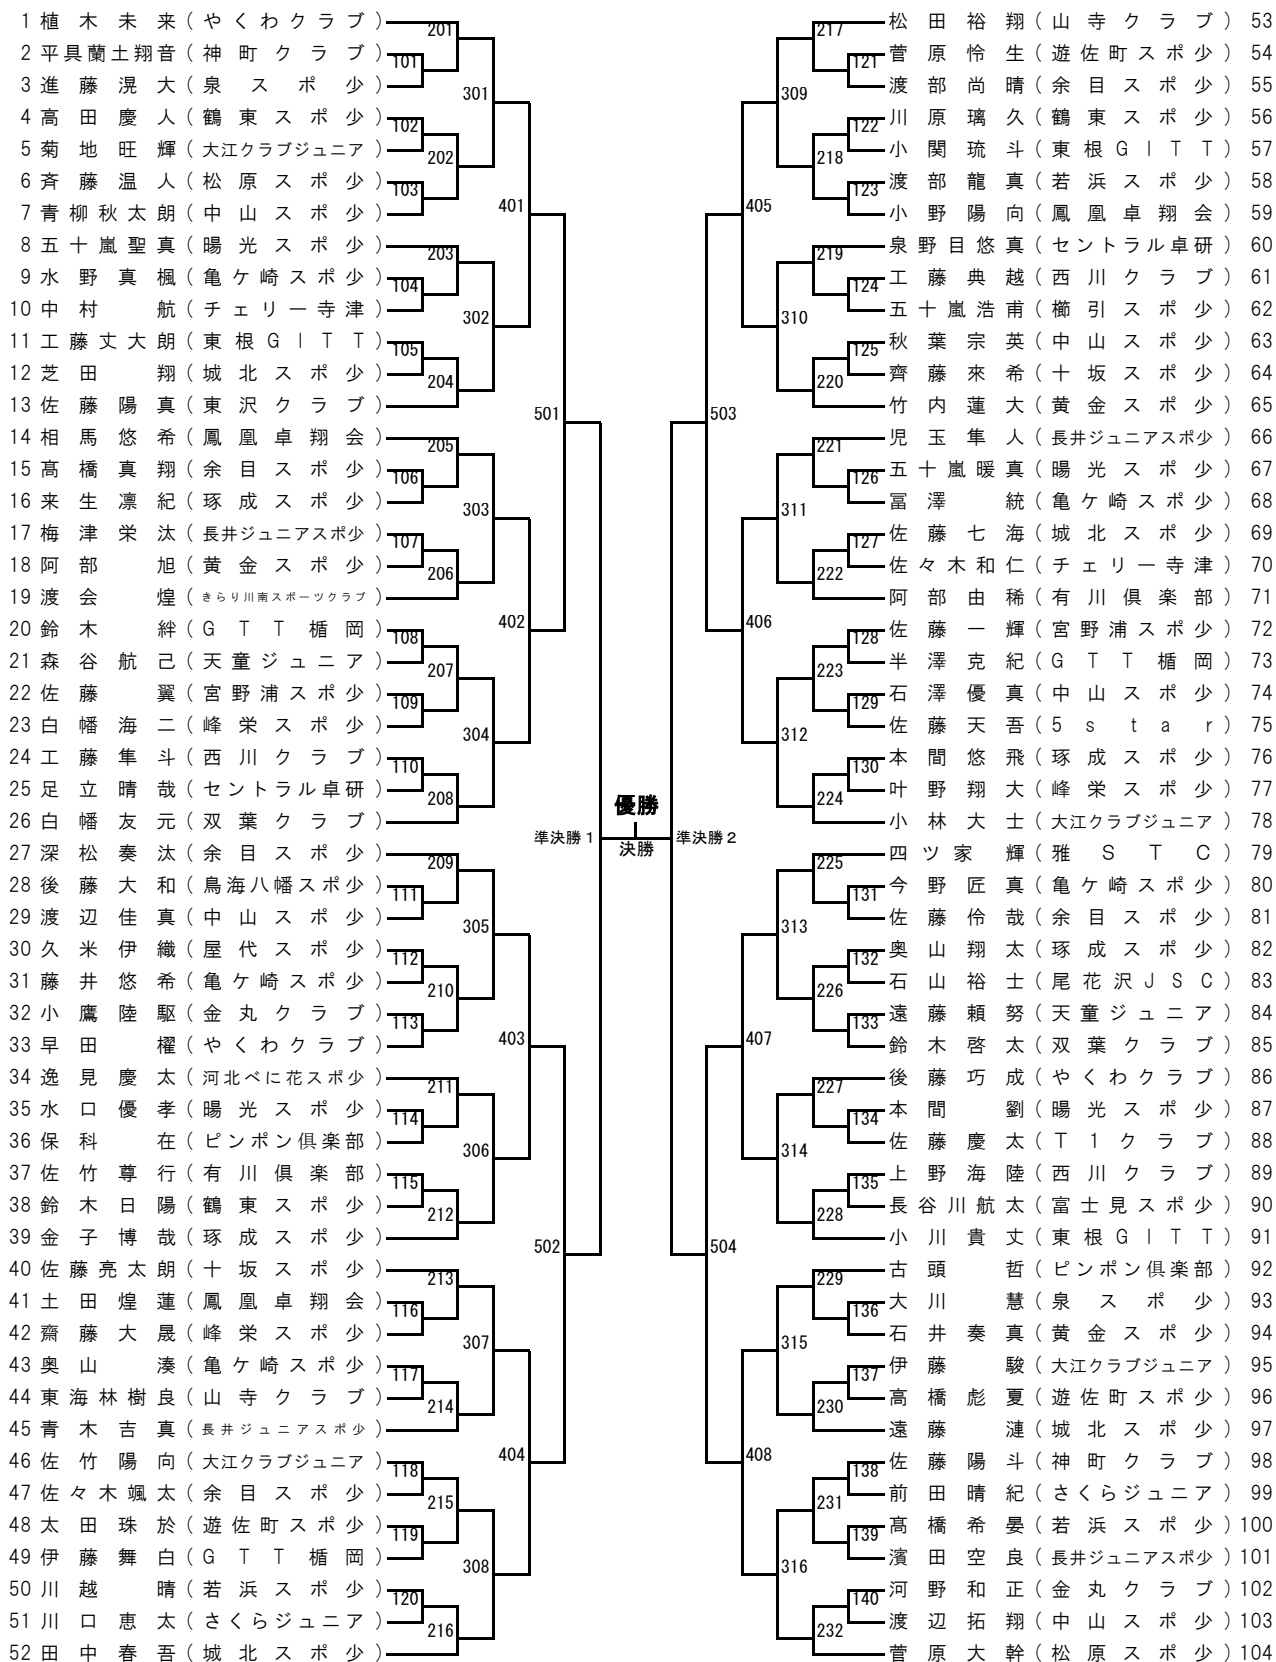 1 植木未来 (やくわクラブ)
2 平具蘭土翔音 (神町クラブ)
3 進藤滉大 (泉スポ少)
4 高田慶人 (鶴東スポ少)
5 菊地旺輝 (大江クラブジュニア)
6 斉藤温人 (松原スポ少)
7 青柳秋太朗 (中山スポ少)
8 五十嵐聖真 (暘光スポ少)
9 水野真楓 (亀ケ崎スポ少)
10 中村航 (チェリー寺津)
11 工藤丈大朗 (東根GITT)
12 芝田翔 (城北スポ少)
13 佐藤陽真 (東沢クラブ)
14 相馬悠希 (鳳凰卓翔会)
15 髙橋真翔 (余目スポ少)
16 来生凛紀 (琢成スポ少)
17 梅津栄汰 (長井ジュニアスポ少)
18 阿部旭 (黄金スポ少)
19 渡会煌 (きらり川南スポーツクラブ)
20 鈴木絆 (GTT楯岡)
21 森谷航己 (天童ジュニア)
22 佐藤翼 (宮野浦スポ少)
23 白幡海二 (峰栄スポ少)
24 工藤隼斗 (西川クラブ)
25 足立晴哉 (セントラル卓研)
26 白幡友元 (双葉クラブ)
27 深松奏汰 (余目スポ少)
28 後藤大和 (鳥海八幡スポ少)
29 渡辺佳真 (中山スポ少)
30 久米伊織 (屋代スポ少)
31 藤井悠希 (亀ケ崎スポ少)
32 小鷹陸駆 (金丸クラブ)
33 早田櫂 (やくわクラブ)
34 逸見慶太 (河北べに花スポ少)
35 水口優孝 (暘光スポ少)
36 保科在 (ピンポン倶楽部)
37 佐竹尊行 (有川倶楽部)
38 鈴木日陽 (鶴東スポ少)
39 金子博哉 (琢成スポ少)
40 佐藤亮太朗 (十坂スポ少)
41 土田煌蓮 (鳳凰卓翔会)
42 齋藤大晟 (峰栄スポ少)
43 奥山湊 (亀ケ崎スポ少)
44 東海林樹良 (山寺クラブ)
45 青木吉真 (長井ジュニアスポ少)
46 佐竹陽向 (大江クラブジュニア)
47 佐々木颯太 (余目スポ少)
48 太田珠於 (遊佐町スポ少)
49 伊藤舞白 (GTT楯岡)
50 川越晴 (若浜スポ少)
51 川口恵太 (さくらジュニア)
52 田中春吾 (城北スポ少)
101
102
103
104
105
106
107
108
109
110
111
112
113
114
115
116
117
118
119
120
201
202
203
204
205
206
207
208
209
210
211
212
213
214
215
216
301
302
303
304
305
306
307
308
401
402
403
404
501
502
準決勝1
優勝
決勝
準決勝2
503
504
405
406
407
408
309
310
311
312
313
314
315
316
217
218
219
220
221
222
223
224
225
226
227
228
229
230
231
232
121
122
123
124
125
126
127
128
129
130
131
132
133
134
135
136
137
138
139
140
松田裕翔 (山寺クラブ) 53
菅原怜生 (遊佐町スポ少) 54
渡部尚晴 (余目スポ少) 55
川原璃久 (鶴東スポ少) 56
小関琉斗 (東根GITT) 57
渡部龍真 (若浜スポ少) 58
小野陽向 (鳳凰卓翔会) 59
泉野目悠真 (セントラル卓研) 60
工藤典越 (西川クラブ) 61
五十嵐浩甫 (櫛引スポ少) 62
秋葉宗英 (中山スポ少) 63
齊藤來希 (十坂スポ少) 64
竹内蓮大 (黄金スポ少) 65
児玉隼人 (長井ジュニアスポ少) 66
五十嵐暖真 (暘光スポ少) 67
冨澤統 (亀ケ崎スポ少) 68
佐藤七海 (城北スポ少) 69
佐々木和仁 (チェリー寺津) 70
阿部由稀 (有川倶楽部) 71
佐藤一輝 (宮野浦スポ少) 72
半澤克紀 (GTT楯岡) 73
石澤優真 (中山スポ少) 74
佐藤天吾 (5star) 75
本間悠飛 (琢成スポ少) 76
叶野翔大 (峰栄スポ少) 77
小林大士 (大江クラブジュニア) 78
四ツ家輝 (雅STC) 79
今野匠真 (亀ケ崎スポ少) 80
佐藤伶哉 (余目スポ少) 81
奥山翔太 (琢成スポ少) 82
石山裕士 (尾花沢JSC) 83
遠藤頼努 (天童ジュニア) 84
鈴木啓太 (双葉クラブ) 85
後藤巧成 (やくわクラブ) 86
本間劉 (暘光スポ少) 87
佐藤慶太 (T1クラブ) 88
上野海陸 (西川クラブ) 89
長谷川航太 (富士見スポ少) 90
小川貴丈 (東根GITT) 91
古頭哲 (ピンポン倶楽部) 92
大川慧 (泉スポ少) 93
石井奏真 (黄金スポ少) 94
伊藤駿 (大江クラブジュニア) 95
高橋彪夏 (遊佐町スポ少) 96
遠藤漣 (城北スポ少) 97
佐藤陽斗 (神町クラブ) 98
前田晴紀 (さくらジュニア) 99
髙橋希晏 (若浜スポ少) 100
濱田空良 (長井ジュニアスポ少) 101
河野和正 (金丸クラブ) 102
渡辺拓翔 (中山スポ少) 103
菅原大幹 (松原スポ少) 104